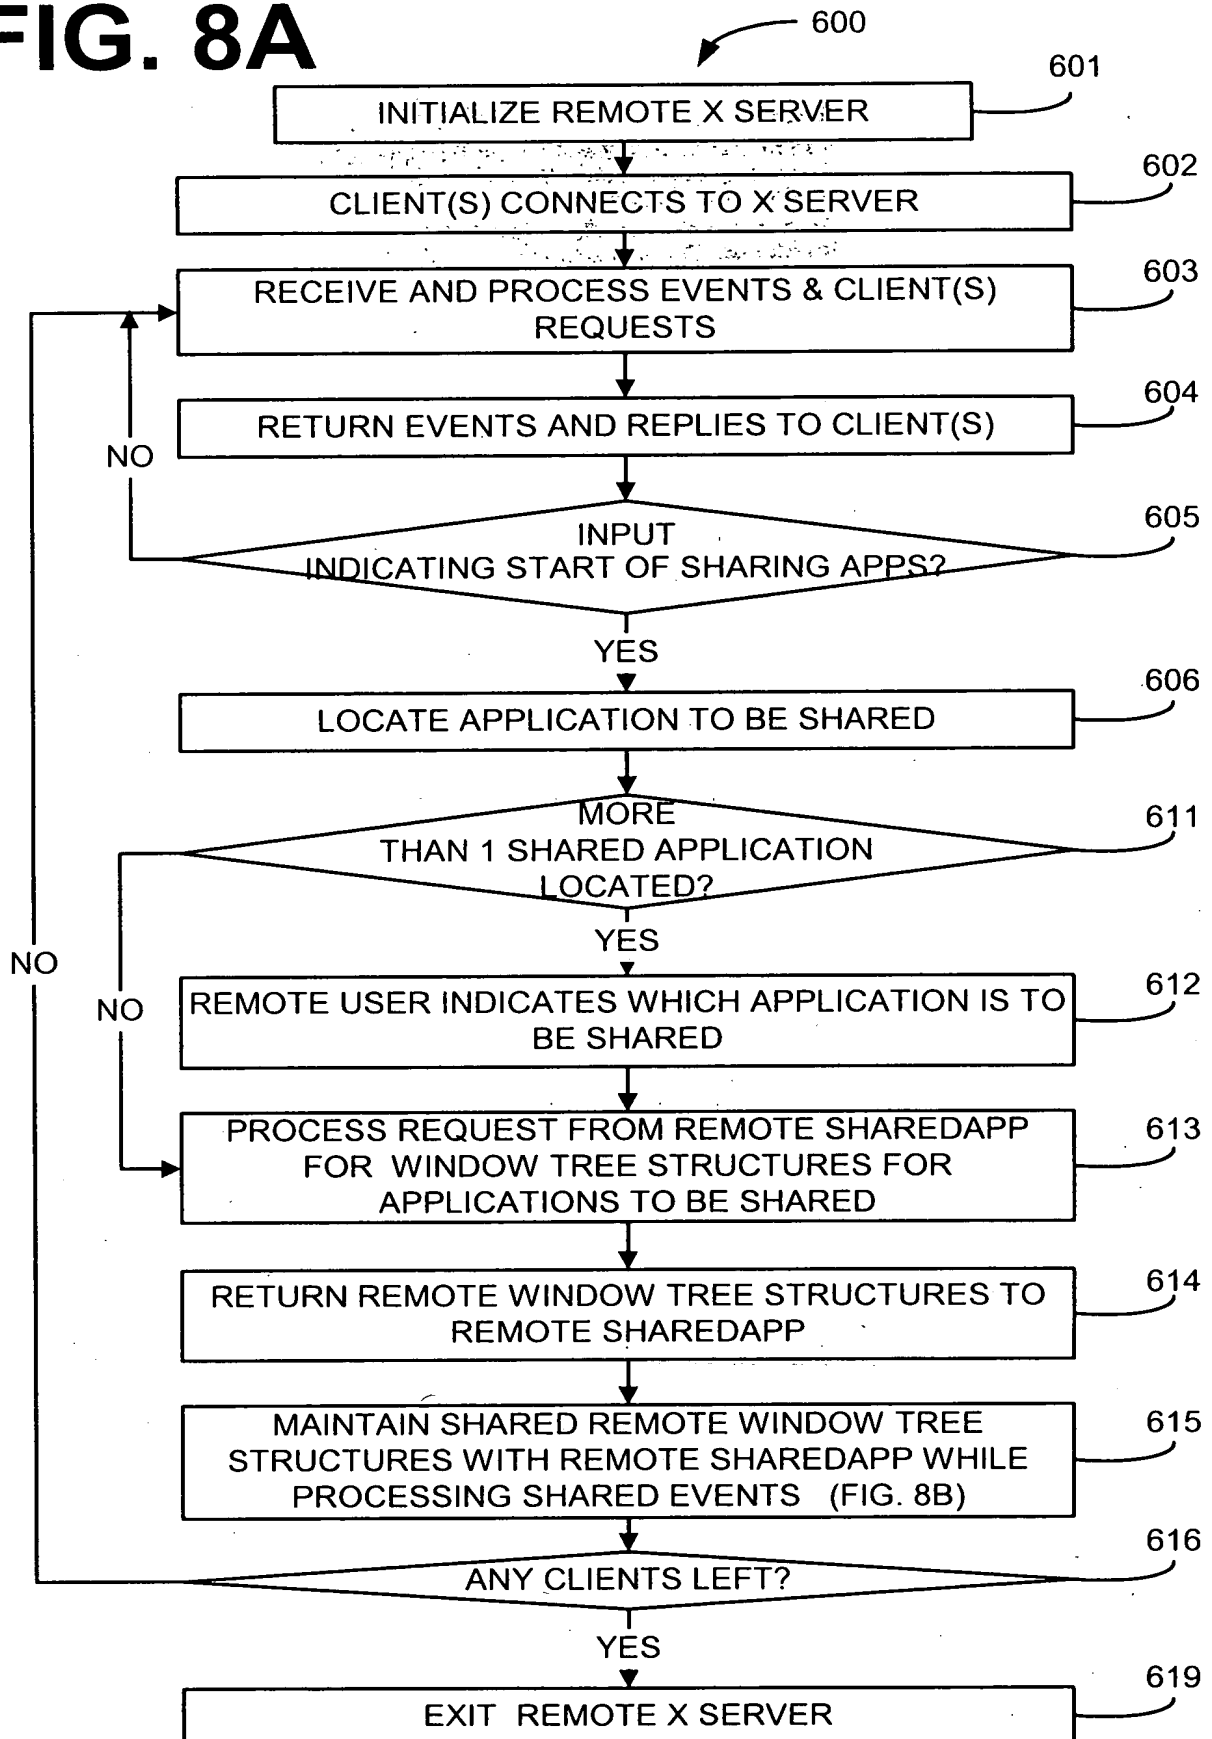 FIG. 8A
600
601
INITIALIZE REMOTE X SERVER
602
CLIENT(S) CONNECTS TO X SERVER
603
RECEIVE AND PROCESS EVENTS & CLIENT(S)
REQUESTS
604
RETURN EVENTS AND REPLIES TO CLIENT(S)
NO
605
INPUT
INDICATING START OF SHARING APPS?
YES
606
LOCATE APPLICATION TO BE SHARED
611
MORE
THAN 1 SHARED APPLICATION
LOCATED?
YES
NO
NO
612
REMOTE USER INDICATES WHICH APPLICATION IS TO
BE SHARED
613
PROCESS REQUEST FROM REMOTE SHAREDAPP
FOR WINDOW TREE STRUCTURES FOR
APPLICATIONS TO BE SHARED
614
RETURN REMOTE WINDOW TREE STRUCTURES TO
REMOTE SHAREDAPP
615
MAINTAIN SHARED REMOTE WINDOW TREE
STRUCTURES WITH REMOTE SHAREDAPP WHILE
PROCESSING SHARED EVENTS (FIG. 8B)
616
ANY CLIENTS LEFT?
YES
619
EXIT REMOTE X SERVER